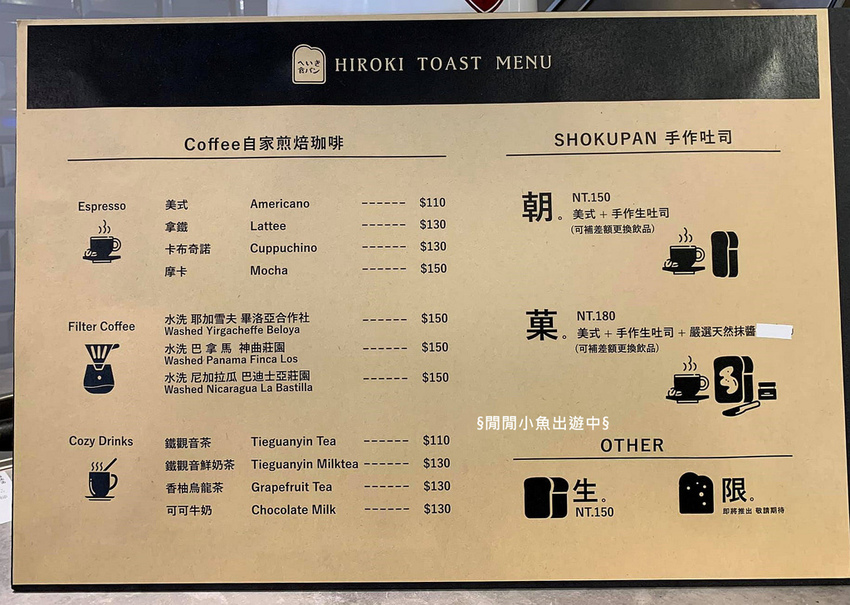 へいき
食パン
HIROKI TOAST MENU
Coffee自家煎焙珈啡
Espresso
美式 Americano ------ $110
拿鐵 Lattee ------ $130
卡布奇諾 Cuppuchino ------ $130
摩卡 Mocha ------ $150
Filter Coffee
水洗 耶加雪夫 畢洛亞合作社 ------ $150
Washed Yirgacheffe Beloya
水洗 巴拿馬 神曲莊園 ------ $150
Washed Panama Finca Los
水洗 尼加拉瓜 巴迪士亞莊園 ------ $150
Washed Nicaragua La Bastilla
Cozy Drinks
鐵觀音茶 Tieguanyin Tea ------ $110
鐵觀音鮮奶茶 Tieguanyin Milktea ------ $130
香柚烏龍茶 Grapefruit Tea ------ $130
可可牛奶 Chocolate Milk ------ $130
SHOKUPAN 手作吐司
朝。
NT.150
美式 + 手作生吐司
(可補差額更換飲品)
菓。
NT.180
美式 + 手作生吐司 + 嚴選天然抹醬
(可補差額更換飲品)
§閒閒小魚出遊中§
OTHER
生。
NT.150
限。
即將推出 敬請期待